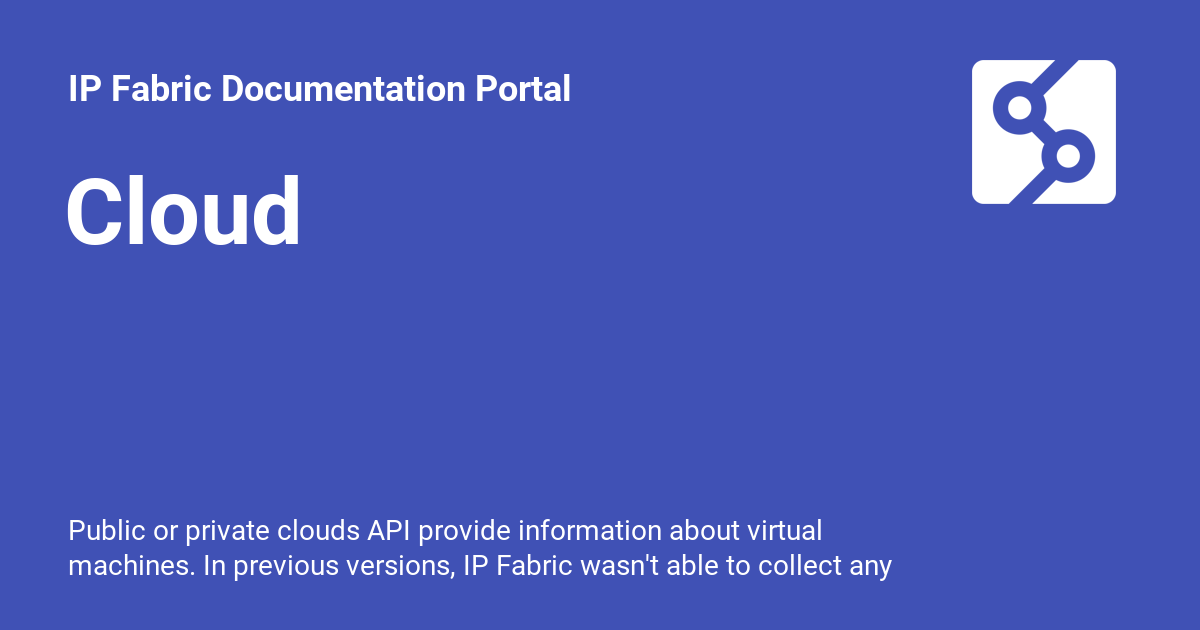 IP Fabric Documentation Portal
Cloud
Public or private clouds API provide information about virtual
machines. In previous versions, IP Fabric wasn't able to collect any